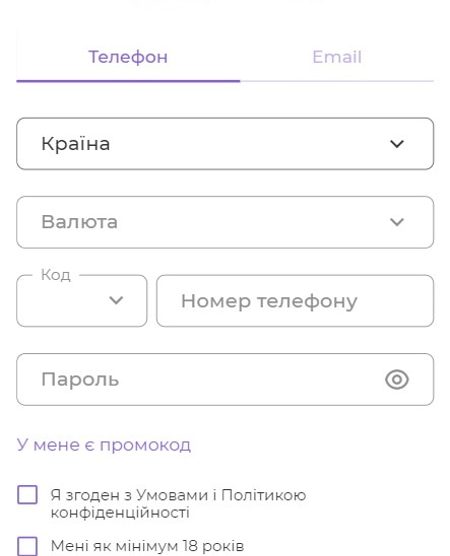 Телефон Email
Країна
Валюта
Код
Номер телефону
Пароль
У мене є промокод
Я згоден з Умовами і Політикою
конфіденційності
Мені як мінімум 18 років